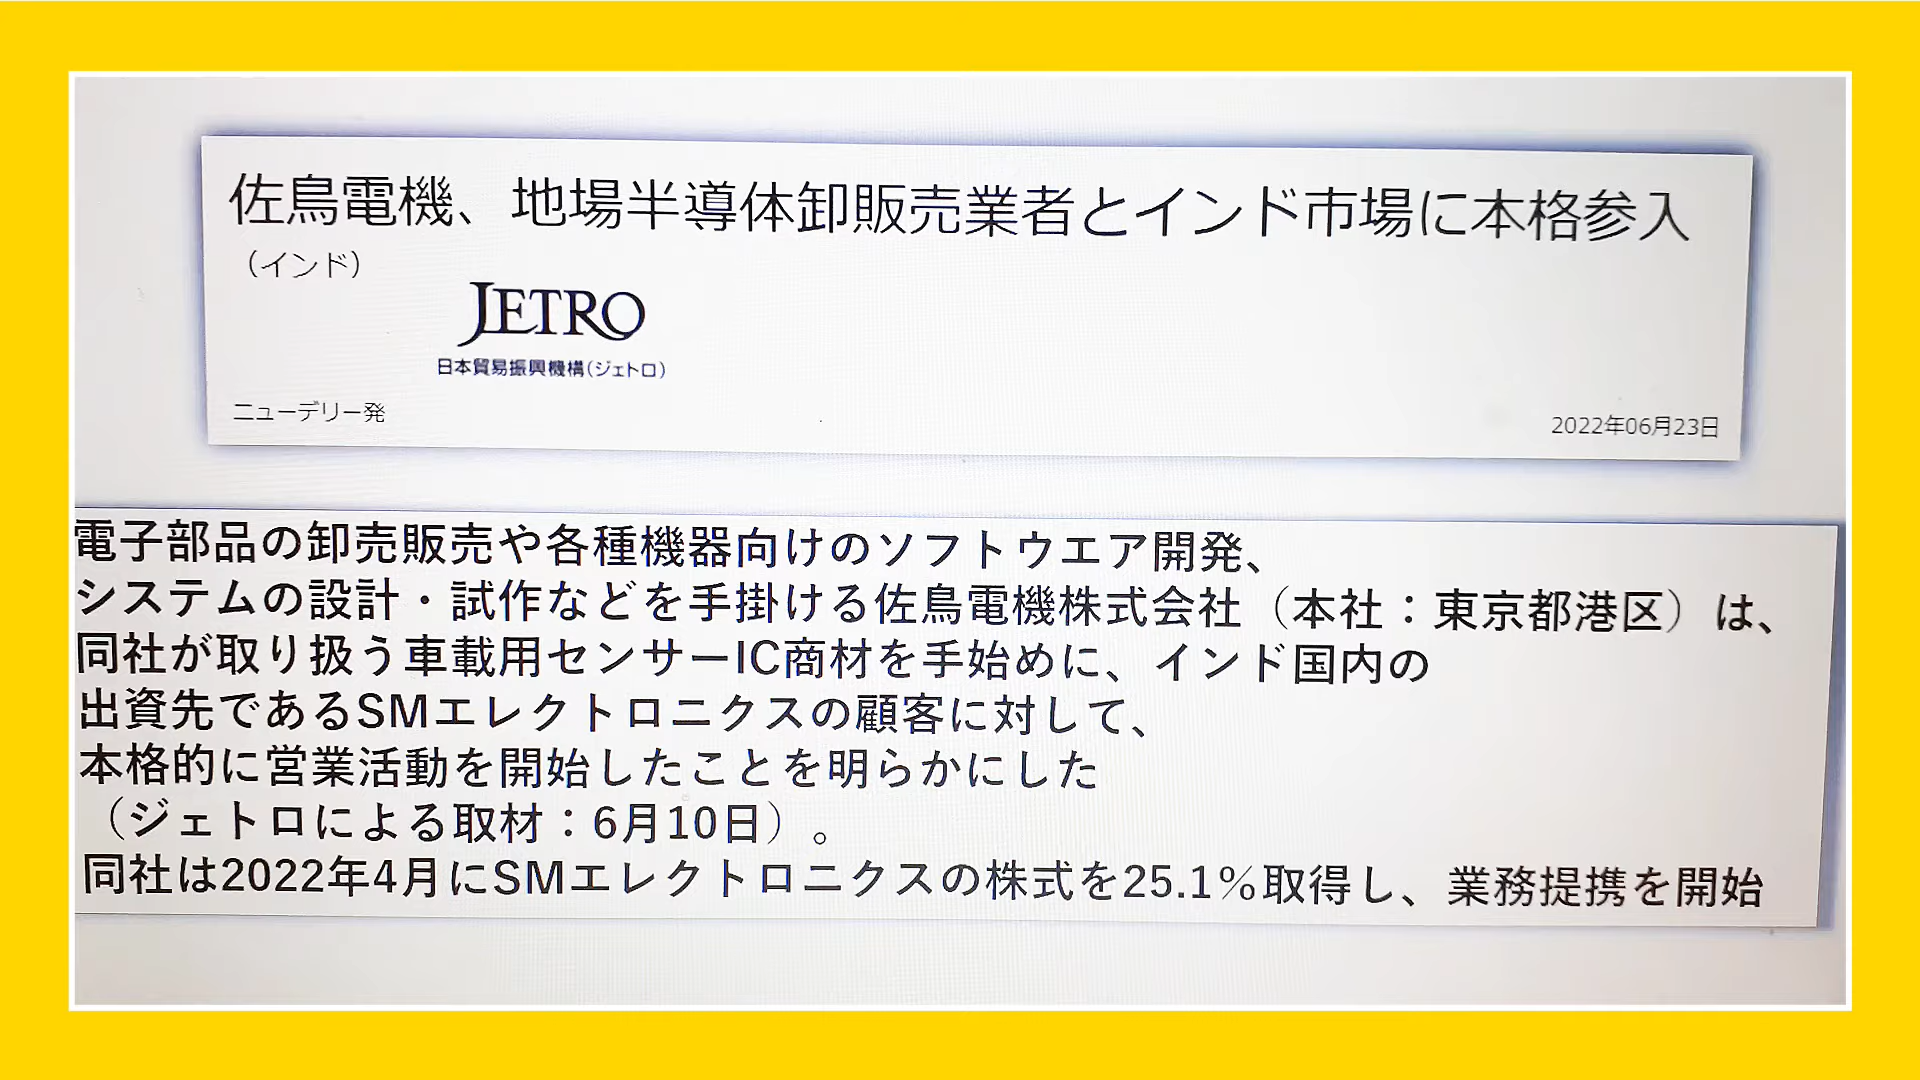 佐鳥電機、地場半導体卸販売業者とインド市場に本格参入
（インド）
JETRO
日本貿易振興機構（ジェトロ）
ニューデリー発
2022年06月23日
電子部品の卸売販売や各種機器向けのソフトウエア開発、
システムの設計・試作などを手掛ける佐鳥電機株式会社（本社：東京都港区）は、
同社が取り扱う車載用センサーIC商材を手始めに、インド国内の
出資先であるSMエレクトロニクスの顧客に対して、
本格的に営業活動を開始したことを明らかにした
（ジェトロによる取材：6月10日）。
同社は2022年4月にSMエレクトロニクスの株式を25.1％取得し、業務提携を開始